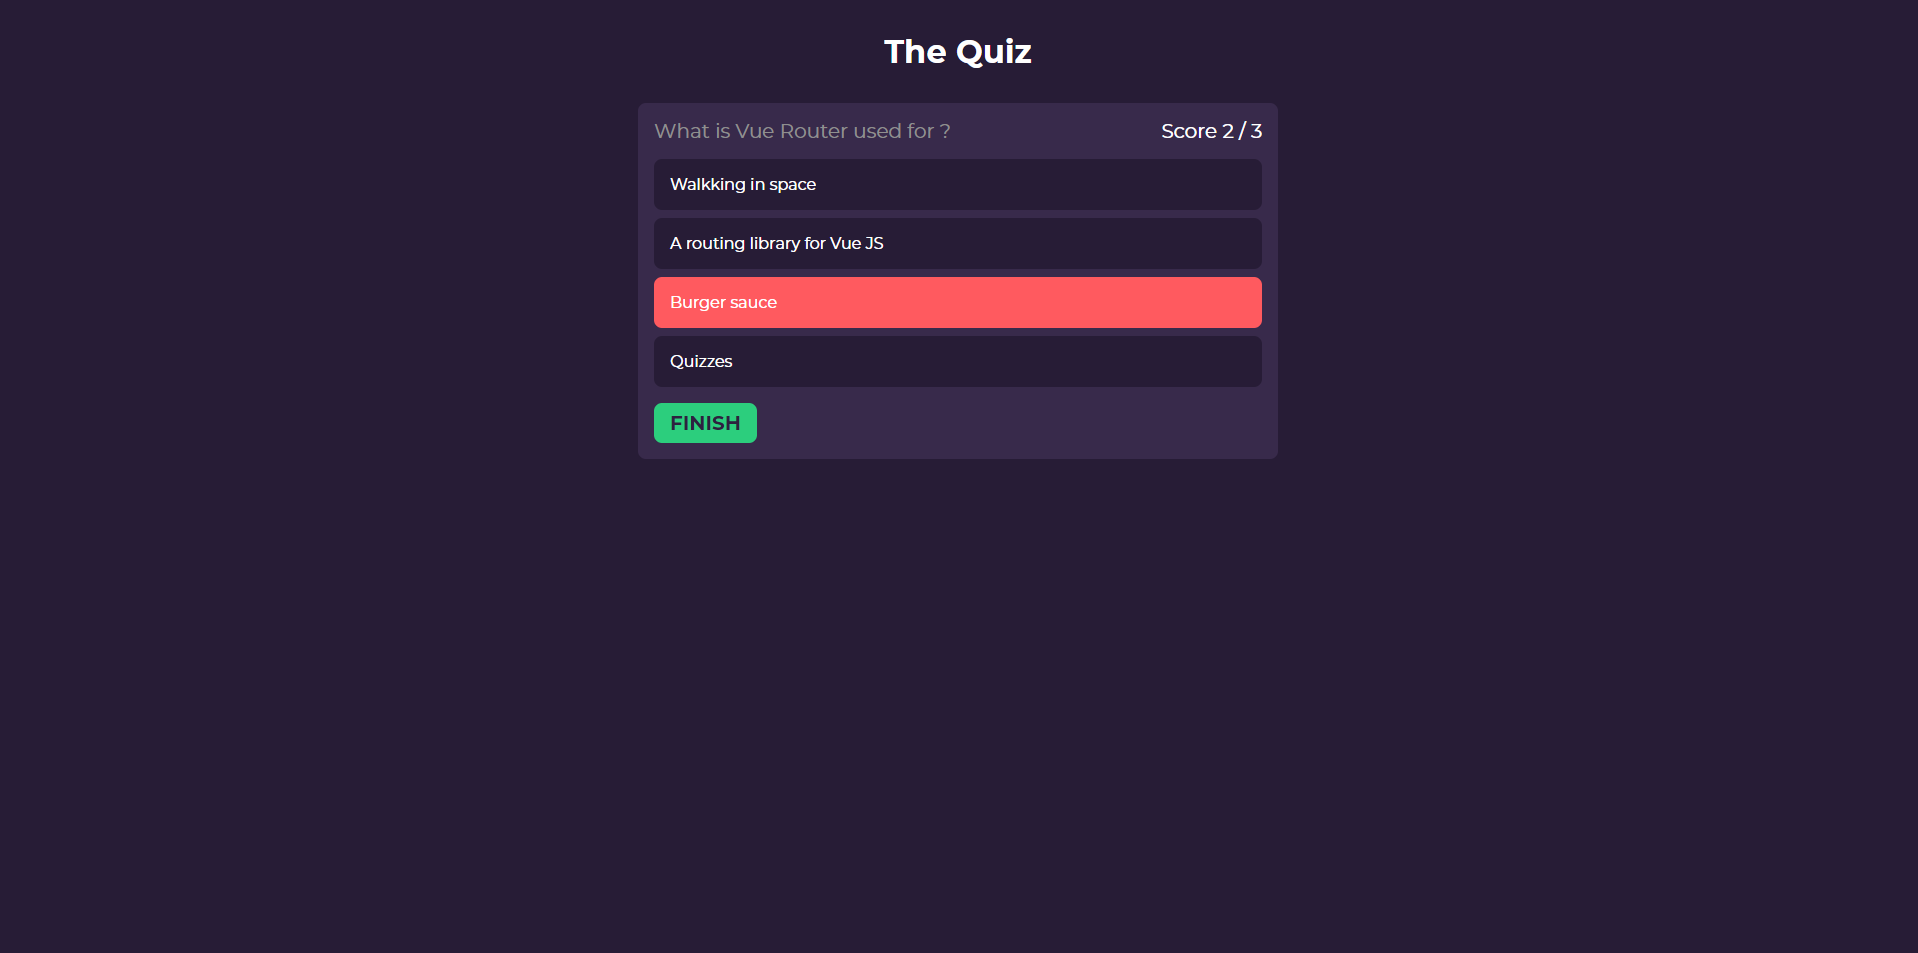 The Quiz
What is Vue Router used for ? Score 2 / 3
Walkking in space
A routing library for Vue JS
Burger sauce
Quizzes
FINISH